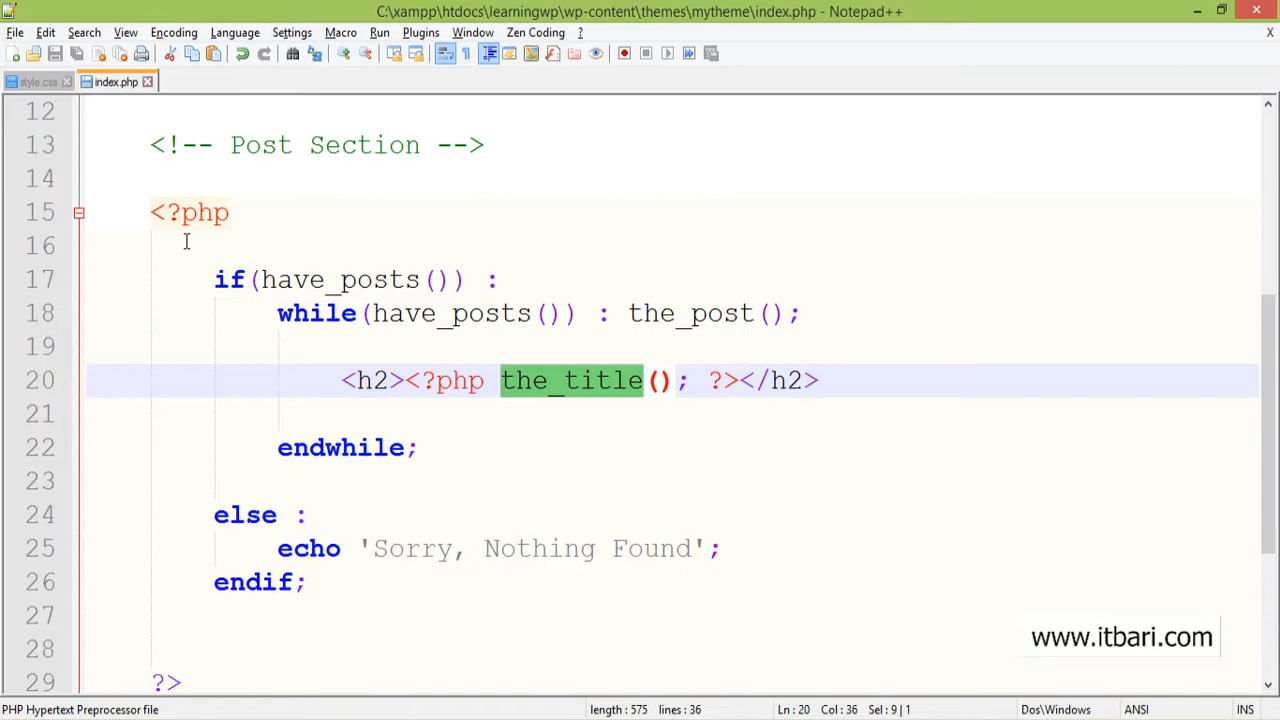 C:\xampp\htdocs\learningwp\wp-content\themes\mytheme\index.php - Notepad++
File Edit Search View Encoding Language Settings Macro Run Plugins Window Zen Coding ? X
style.css index.php
12
13 <!-- Post Section -->
14
15 <?php
16
17 if(have_posts()) :
18 while(have_posts()) : the_post();
19
20 <h2><?php the_title(); ?></h2>
21
22 endwhile;
23
24 else :
25 echo 'Sorry, Nothing Found';
26 endif;
27
28
29 ?>
www.itbari.com
PHP Hypertext Preprocessor file length : 575 lines : 36 Ln : 20 Col : 36 Sel : 9 | 1 Dos\Windows ANSI INS